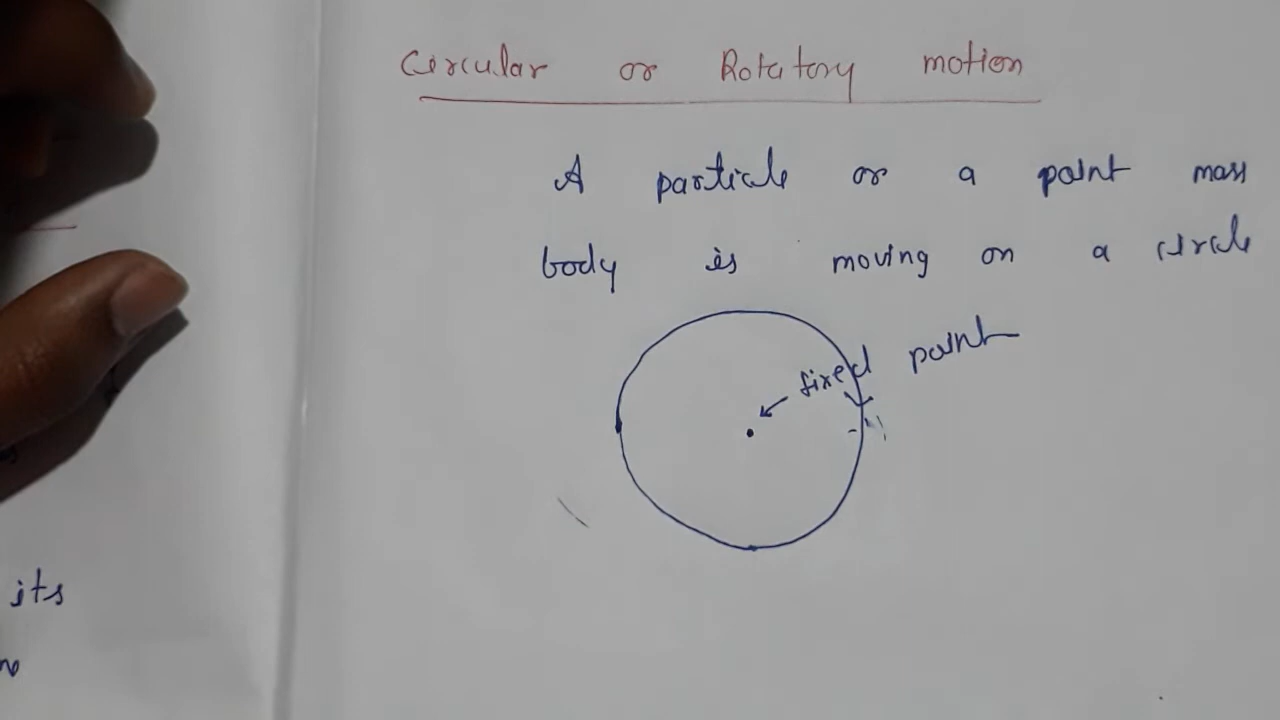 Circular or Rotatory motion
A particle or a point mass
body is moving on a circle
fixed point
its